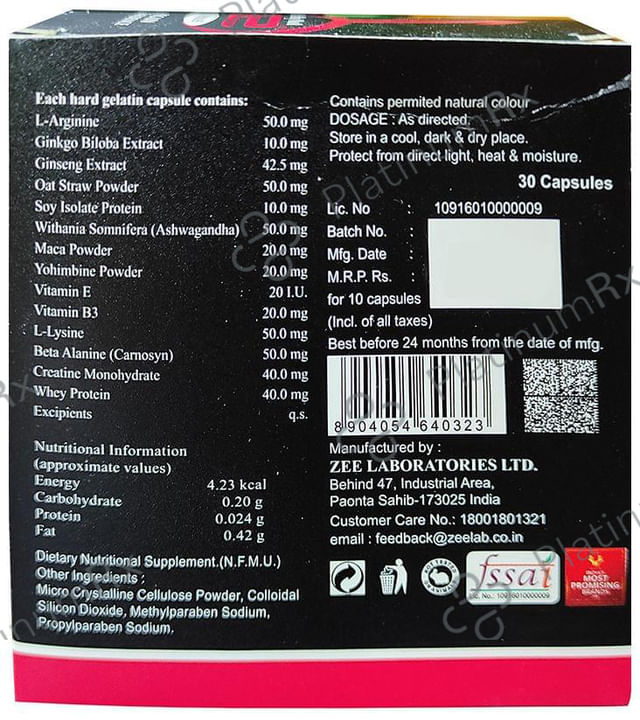 Each hard gelatin capsule contains:
L-Arginine 50.0 mg
Ginkgo Biloba Extract 10.0 mg
Ginseng Extract 42.5 mg
Oat Straw Powder 50.0 mg
Soy Isolate Protein 10.0 mg
Withania Somnifera (Ashwagandha) 50.0 mg
Maca Powder 20.0 mg
Yohimbine Powder 20.0 mg
Vitamin E 20 I.U.
Vitamin B3 20.0 mg
L-Lysine 50.0 mg
Beta Alanine (Carnosyn) 50.0 mg
Creatine Monohydrate 40.0 mg
Whey Protein 40.0 mg
Excipients q.s.
Nutritional Information
(approximate values)
Energy 4.23 kcal
Carbohydrate 0.20 g
Protein 0.024 g
Fat 0.42 g
Dietary Nutritional Supplement.(N.F.M.U.)
Other Ingredients :
Micro Crystalline Cellulose Powder, Colloidal
Silicon Dioxide, Methylparaben Sodium,
Propylparaben Sodium.
Contains permited natural colour
DOSAGE : As directed.
Store in a cool, dark & dry place.
Protect from direct light, heat & moisture.
30 Capsules
Lic. No : 10916010000009
Batch No. :
Mfg. Date :
M.R.P. Rs. :
for 10 capsules
(Incl. of all taxes)
Best before 24 months from the date of mfg.
8904054 640323
Manufactured by :
ZEE LABORATORIES LTD.
Behind 47, Industrial Area,
Paonta Sahib-173025 India
Customer Care No.: 18001801321
email : feedback@zeelab.co.in
fssai
Lic. No.: 10916010000009
INDIA'S
MOST
PROMISING
BRAND
PlatinumRx